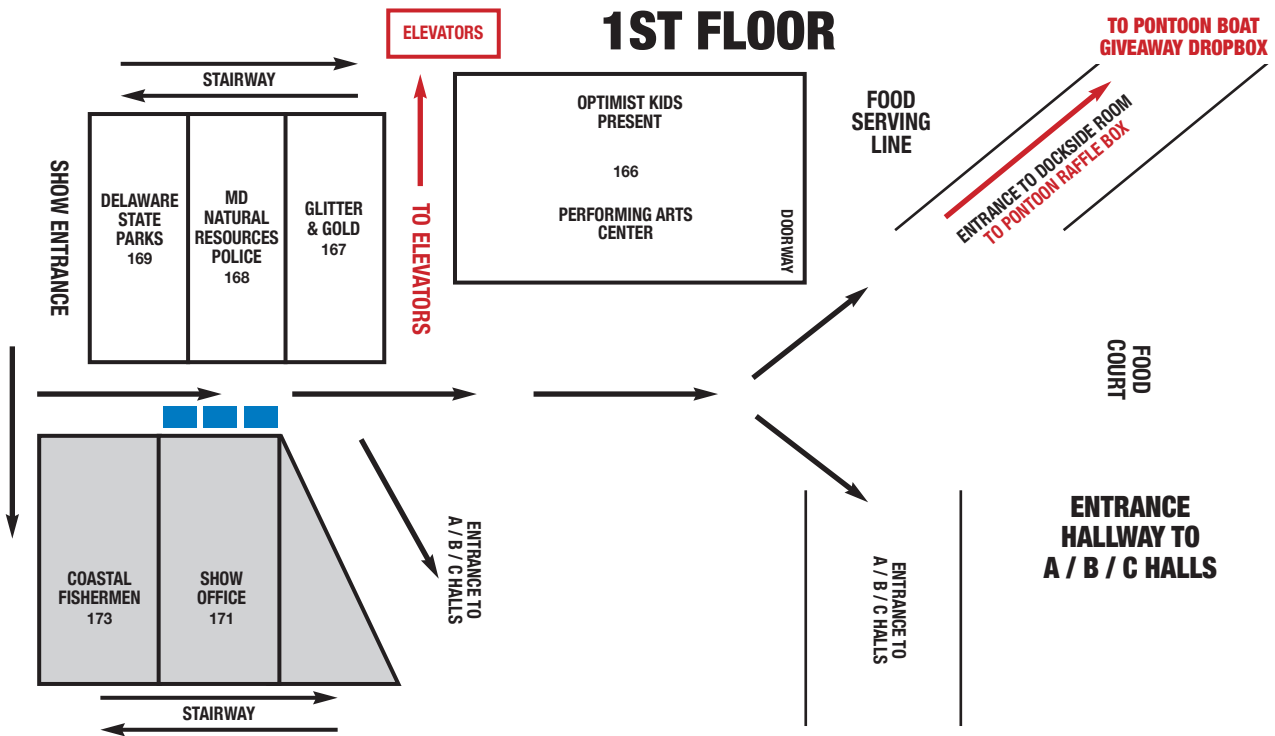 1ST FLOOR
ELEVATORS
TO PONTOON BOAT
GIVEAWAY DROPBOX
STAIRWAY
SHOW ENTRANCE
DELAWARE
STATE
PARKS
169
MD
NATURAL
RESOURCES
POLICE
168
GLITTER
& GOLD
167
TO ELEVATORS
OPTIMIST KIDS
PRESENT
166
PERFORMING ARTS
CENTER
DOORWAY
FOOD
SERVING
LINE
ENTRANCE TO DOCKSIDE ROOM
TO PONTOON RAFFLE BOX
FOOD
COURT
COASTAL
FISHERMEN
173
SHOW
OFFICE
171
ENTRANCE TO
A / B / C HALLS
ENTRANCE TO
A / B / C HALLS
ENTRANCE
HALLWAY TO
A / B / C HALLS
STAIRWAY